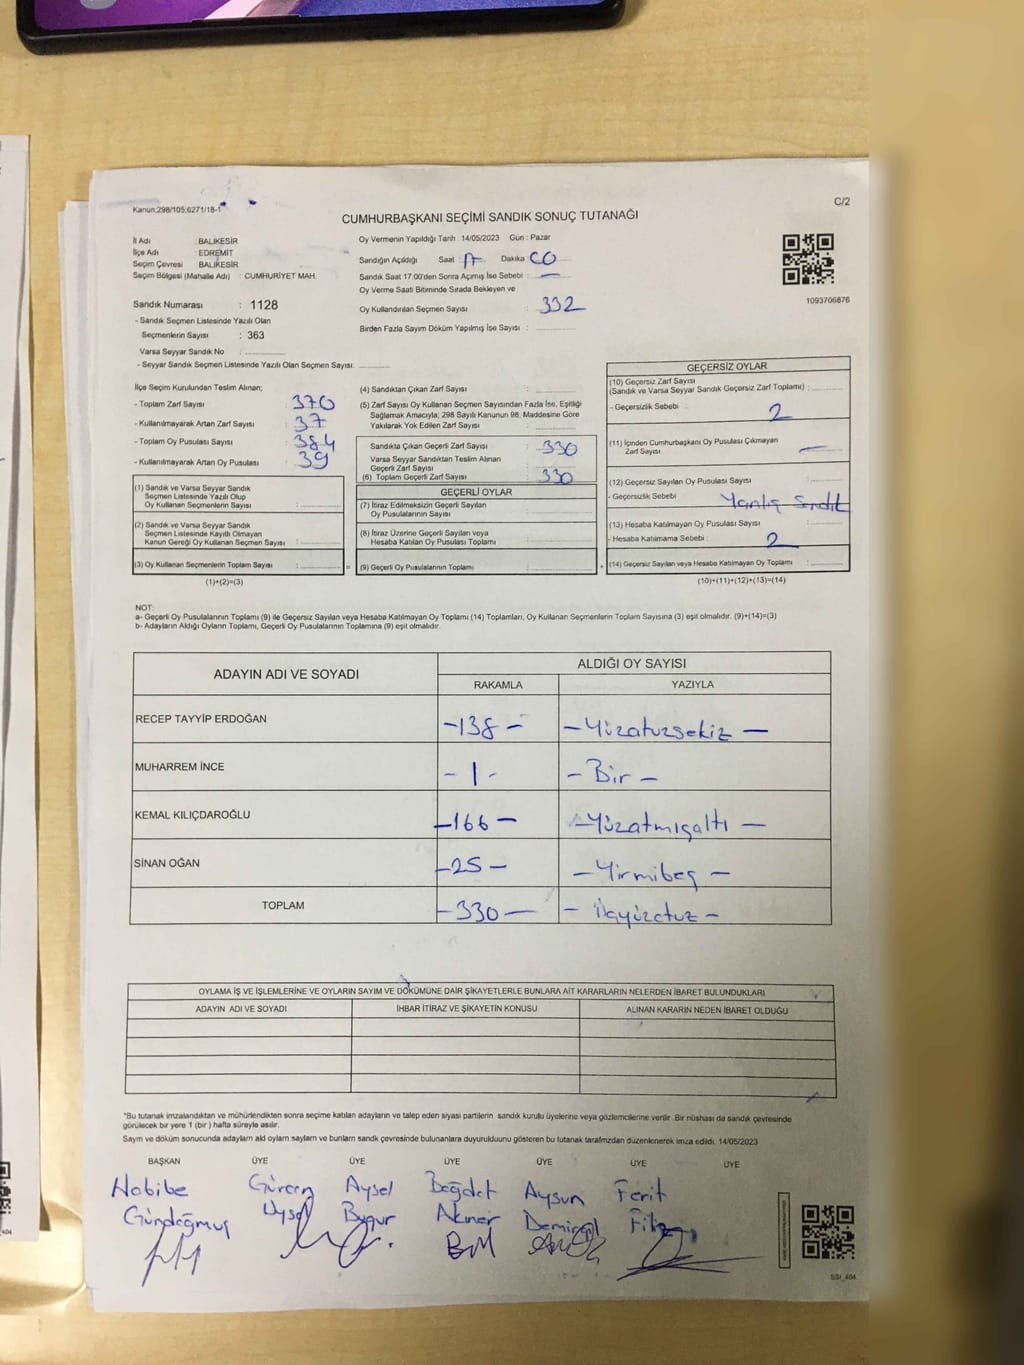 Kanun;298/105;6271/18-1
C/2
CUMHURBAŞKANI SEÇİMİ SANDIK SONUÇ TUTANAĞI
İl Adı : BALIKESİR
İlçe Adı : EDREMİT
Seçim Çevresi BALIKESİR
Seçim Bölgesi (Mahalle Adı) : CUMHURİYET MAH.
Sandık Numarası : 1128
- Sandık Seçmen Listesinde Yazılı Olan
Seçmenlerin Sayısı : 363
Varsa Seyyar Sandık No :
- Seyyar Sandık Seçmen Listesinde Yazılı Olan Seçmen Sayısı:
Oy Vermenin Yapıldığı Tarih : 14/05/2023 Gün : Pazar
Sandığın Açıldığı Saat : Dakika :
Sandık Saat 17:00'den Sonra Açımış İse Sebebi : —
Oy Verme Saati Bitiminde Sırada Bekleyen ve
Oy Kullandırılan Seçmen Sayısı : 332
Birden Fazla Sayım Döküm Yapılmış İse Sayısı :
1093706876
İlçe Seçim Kurulundan Teslim Alınan;
- Toplam Zarf Sayısı : 370
- Kullanılmayarak Artan Zarf Sayısı : 37
- Toplam Oy Pusulası Sayısı : 384
- Kullanılmayarak Artan Oy Pusulası : 39
(1) Sandık ve Varsa Seyyar Sandık
Seçmen Listesinde Yazılı Olup
Oy Kullanan Seçmenlerin Sayısı :
(2) Sandık ve Varsa Seyyar Sandık
Seçmen Listesinde Kayıtlı Olmayan
Kanun Gereği Oy Kullanan Seçmen Sayısı :
(3) Oy Kullanan Seçmenlerin Toplam Sayısı :
(1)+(2)=(3)
(4) Sandıktan Çıkan Zarf Sayısı :
(5) Zarf Sayısı Oy Kullanan Seçmen Sayısından Fazla İse, Eşitliği
Sağlamak Amacıyla; 298 Sayılı Kanunun 98. Maddesine Göre
Yakılarak Yok Edilen Zarf Sayısı :
Sandıkta Çıkan Geçerli Zarf Sayısı : 330
Varsa Seyyar Sandıktan Teslim Alınan
Geçerli Zarf Sayısı :
(6) Toplam Geçerli Zarf Sayısı : 330
GEÇERLİ OYLAR
(7) İtiraz Edilmeksizin Geçerli Sayılan
Oy Pusulalarının Sayısı :
(8) İtiraz Üzerine Geçerli Sayılan veya
Hesaba Katılan Oy Pusulası Toplamı :
(9) Geçerli Oy Pusulalarının Toplamı :
GEÇERSİZ OYLAR
(10) Geçersiz Zarf Sayısı
(Sandık ve Varsa Seyyar Sandık Geçersiz Zarf Toplamı) :
- Geçersizlik Sebebi : 2
(11) İçinden Cumhurbaşkanı Oy Pusulası Çıkmayan
Zarf Sayısı : —
(12) Geçersiz Sayılan Oy Pusulası Sayısı :
- Geçersizlik Sebebi : Yanlış Sandık
(13) Hesaba Katılmayan Oy Pusulası Sayısı :
- Hesaba Katılmama Sebebi : 2
(14) Geçersiz Sayılan veya Hesaba Katılmayan Oy Toplamı :
(10)+(11)+(12)+(13)=(14)
NOT:
a- Geçerli Oy Pusulalarının Toplamı (9) ile Geçersiz Sayılan veya Hesaba Katılmayan Oy Toplamı (14) Toplamları, Oy Kullanan Seçmenlerin Toplam Sayısına (3) eşit olmalıdır. (9)+(14)=(3)
b- Adayların Aldığı Oyların Toplamı, Geçerli Oy Pusulalarının Toplamına (9) eşit olmalıdır.
ADAYIN ADI VE SOYADI ALDIĞI OY SAYISI
RAKAMLA YAZIYLA
RECEP TAYYİP ERDOĞAN -138- -Yüzotuzsekiz-
MUHARREM İNCE -1- -Bir-
KEMAL KILIÇDAROĞLU -166- -Yüzatmışaltı-
SİNAN OĞAN -25- -Yirmibeş-
TOPLAM -330- -Üçyüzotuz-
OYLAMA İŞ VE İŞLEMLERİNE VE OYLARIN SAYIM VE DÖKÜMÜNE DAİR ŞİKAYETLERLE BUNLARA AİT KARARLARIN NELERDEN İBARET BULUNDUKLARI
ADAYIN ADI VE SOYADI İHBAR İTİRAZ VE ŞİKAYETİN KONUSU ALINAN KARARIN NEDEN İBARET OLDUĞU
*Bu tutanak imzalandıktan ve mühürlendikten sonra seçime katılan adayların ve talep eden siyasi partilerin sandık kurulu üyelerine veya gözlemcilerine verilir. Bir nüshası da sandık çevresinde
görülecek bir yere 1 (bir) hafta süreyle asılır.
Sayım ve döküm sonucunda adayların ald oyların sayların ve bunların sandık çevresinde bulunanlara duyurulduunu gösteren bu tutanak tarafımzdan düzenlenerek imza edildi. 14/05/2023
BAŞKAN ÜYE ÜYE ÜYE ÜYE ÜYE ÜYE
Habibe Gürcan Aysel Bağdat Aysun Ferit
Gündoğmuş Uysal Akıner Demirel
SSI_404